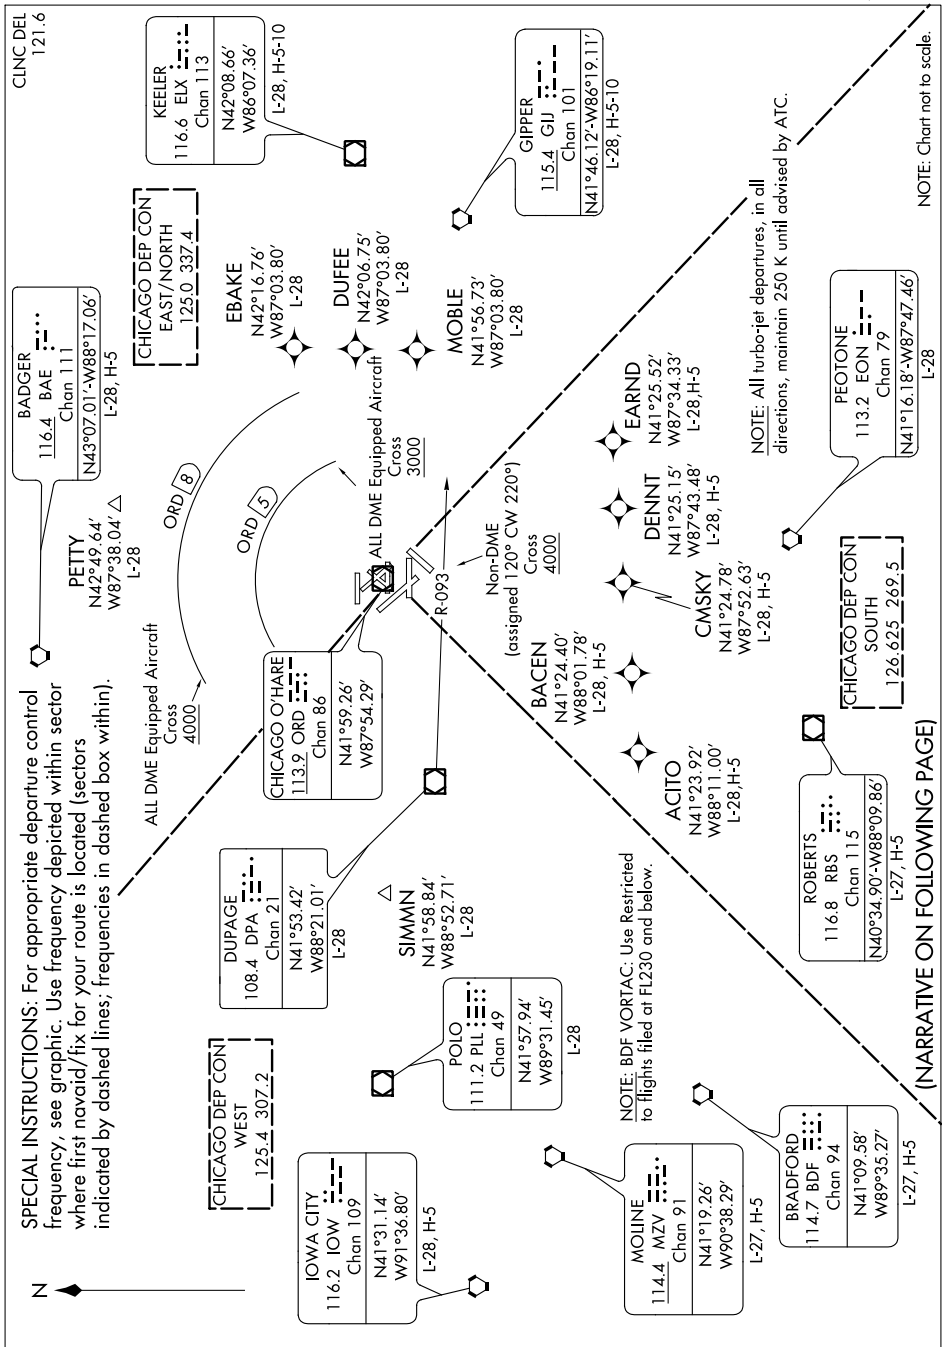 SPECIAL INSTRUCTIONS: For appropriate departure control
frequency, see graphic. Use frequency depicted within sector
where first navaid/fix for your route is located (sectors
indicated by dashed lines; frequencies in dashed box within).
N
CLNC DEL
121.6
BADGER
116.4 BAE
Chan 111
N43°07.01'-W88°17.06'
L-28, H-5
PETTY
N42°49.64'
W87°38.04'
L-28
KEELER
116.6 ELX
Chan 113
N42°08.66'
W86°07.36'
L-28, H-5-10
CHICAGO DEP CON
EAST/NORTH
125.0 337.4
ALL DME Equipped Aircraft
Cross
4000
ORD 8
ORD 5
ALL DME Equipped Aircraft
Cross
3000
EBAKE
N42°16.76'
W87°03.80'
L-28
DUFEE
N42°06.75'
W87°03.80'
L-28
MOBLE
N41°56.73'
W87°03.80'
L-28
GIPPER
115.4 GIJ
Chan 101
N41°46.12'-W86°19.11'
L-28, H-5-10
CHICAGO DEP CON
WEST
125.4 307.2
DUPAGE
108.4 DPA
Chan 21
N41°53.42'
W88°21.01'
L-28
CHICAGO O'HARE
113.9 ORD
Chan 86
N41°59.26'
W87°54.29'
R-093
Non-DME
(assigned 120° CW 220°)
Cross
4000
IOWA CITY
116.2 IOW
Chan 109
N41°31.14'
W91°36.80'
L-28, H-5
POLO
111.2 PLL
Chan 49
N41°57.94'
W89°31.45'
L-28
SIMMN
N41°58.84'
W88°52.71'
L-28
BACEN
N41°24.40'
W88°01.78'
L-28, H-5
ACITO
N41°23.92'
W88°11.00'
L-28,H-5
CMSKY
N41°24.78'
W87°52.63'
L-28, H-5
DENNT
N41°25.15'
W87°43.48'
L-28, H-5
EARND
N41°25.52'
W87°34.33'
L-28,H-5
NOTE: All turbo-jet departures, in all
directions, maintain 250 K until advised by ATC.
NOTE: BDF VORTAC: Use Restricted
to flights filed at FL230 and below.
MOLINE
114.4 MZV
Chan 91
N41°19.26'
W90°38.29'
L-27, H-5
BRADFORD
114.7 BDF
Chan 94
N41°09.58'
W89°35.27'
L-27, H-5
ROBERTS
116.8 RBS
Chan 115
N40°34.90'-W88°09.86'
L-27, H-5
CHICAGO DEP CON
SOUTH
126.625 269.5
PEOTONE
113.2 EON
Chan 79
N41°16.18'-W87°47.46'
L-28
(NARRATIVE ON FOLLOWING PAGE)
NOTE: Chart not to scale.